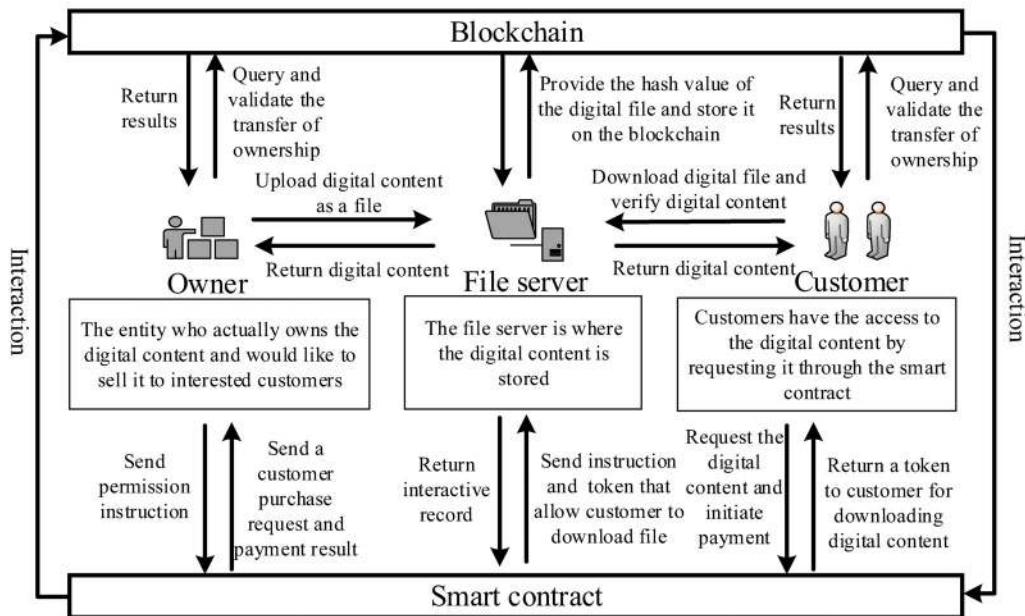 Blockchain
Return
results
Query and
validate the
transfer of
ownership
Provide the hash value of
the digital file and store it
on the blockchain
Return
results
Query and
validate the
transfer of
ownership
Upload digital content
as a file
Download digital file and
verify digital content
Return digital content
Return digital content
Interaction
Interaction
Owner
File server
Customer
The entity who actually owns the
digital content and would like to
sell it to interested customers
The file server is where
the digital content is
stored
Customers have the access to
the digital content by
requesting it through the smart
contract
Send
permission
instruction
Send a
customer
purchase
request and
payment result
Return
interactive
record
Send instruction
and token that
allow customer to
download file
Request the
digital
content and
initiate
payment
Return a token
to customer for
downloading
digital content
Smart contract